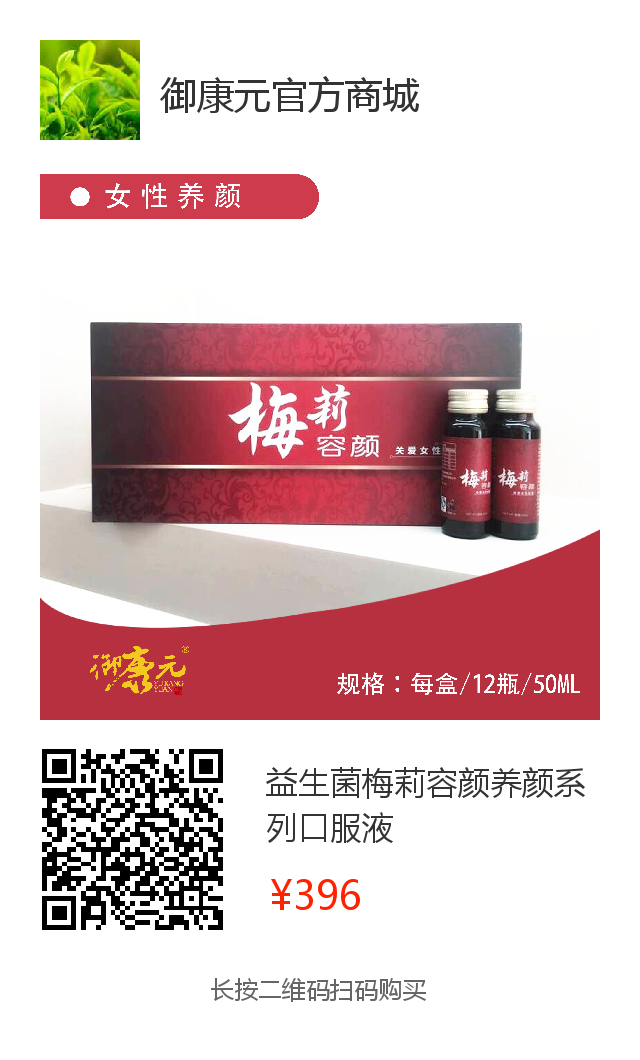 御康元官方商城
女性养颜
梅莉
容颜
关爱女性
梅莉
容颜
梅莉
容颜
御康元®
YUKANG
YUAN
规格：每盒/12瓶/50ML
益生菌梅莉容颜养颜系
列口服液
¥396
长按二维码扫码购买